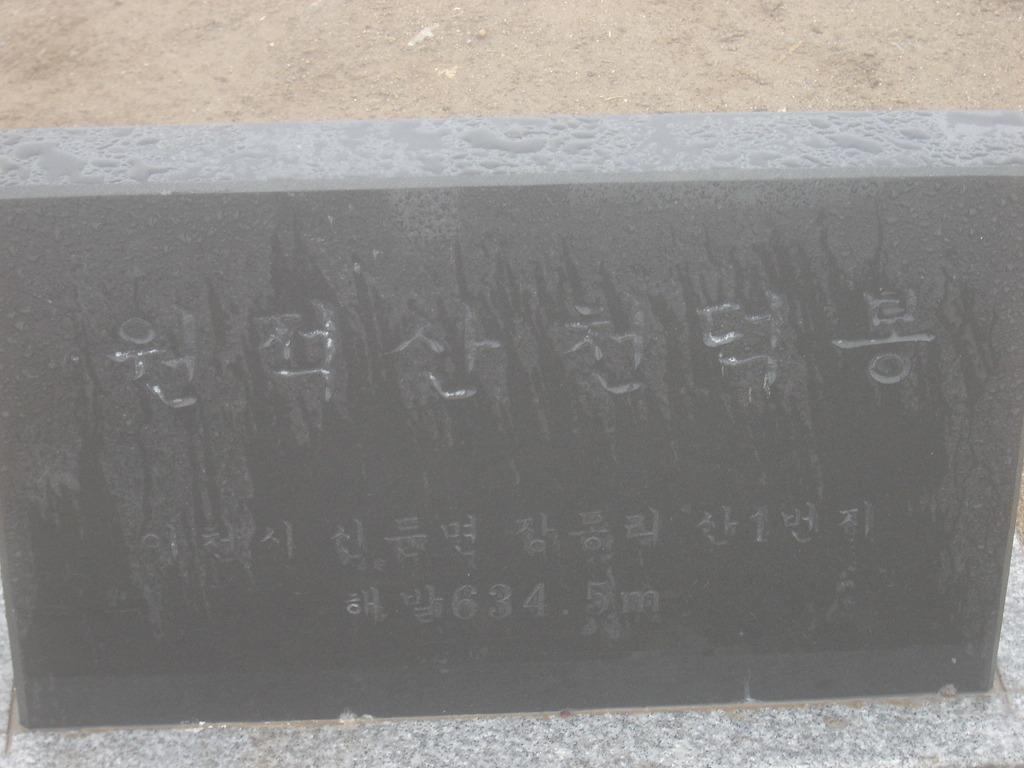 원적산천덕봉
이천시 신둔면 장동리 산1번지
해발634.5m